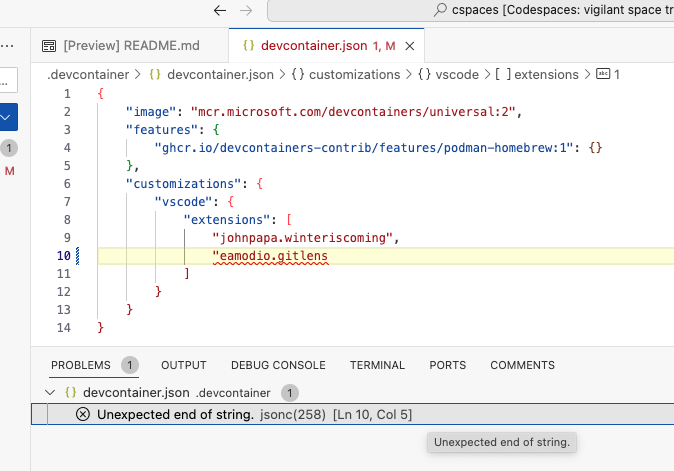 cspaces [Codespaces: vigilant space tr
[Preview] README.md
{} devcontainer.json 1, M ×
.devcontainer > {} devcontainer.json > {} customizations > {} vscode > [ ] extensions > abc 1
...
1
M
1 {
2 "image": "mcr.microsoft.com/devcontainers/universal:2",
3 "features": {
4 "ghcr.io/devcontainers-contrib/features/podman-homebrew:1": {}
5 },
6 "customizations": {
7 "vscode": {
8 "extensions": [
9 "johnpapa.winteriscoming",
10 "eamodio.gitlens
11 ]
12 }
13 }
14 }
PROBLEMS 1 OUTPUT DEBUG CONSOLE TERMINAL PORTS COMMENTS
{} devcontainer.json .devcontainer 1
Unexpected end of string. jsonc(258) [Ln 10, Col 5]
Unexpected end of string.